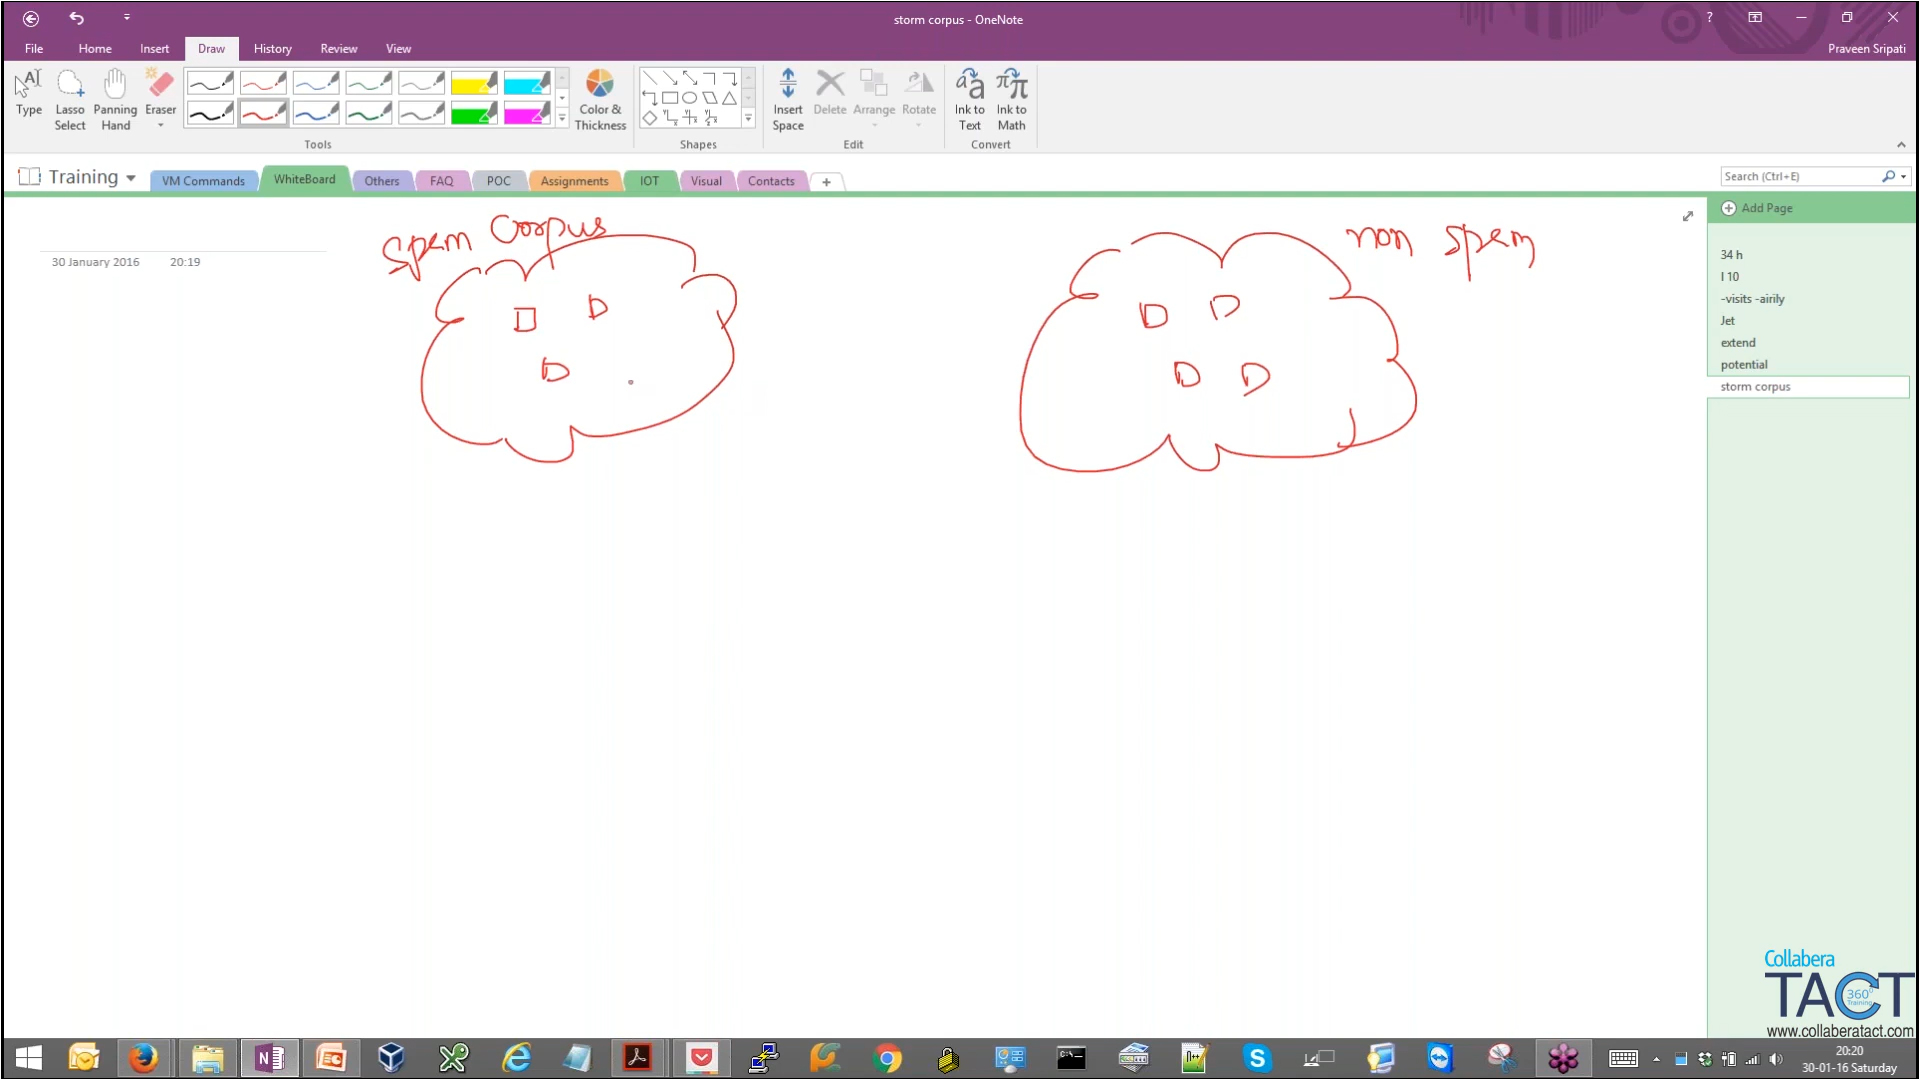 storm corpus - OneNote
?
File Home Insert Draw History Review View
Praveen Sripati
Type
Lasso Select
Panning Hand
Eraser
Color & Thickness
Insert Space
Delete
Arrange
Rotate
Ink to Text
Ink to Math
Tools
Shapes
Edit
Convert
Training
VM Commands WhiteBoard Others FAQ POC Assignments IOT Visual Contacts +
Search (Ctrl+E)
Add Page
34 h
I 10
-visits -airily
Jet
extend
potential
storm corpus
30 January 2016 20:19
Spam Corpus
non spam
D D
D
D D
D D
Collabera
TACT
360°
Training
www.collaberatact.com
20:20
30-01-16 Saturday